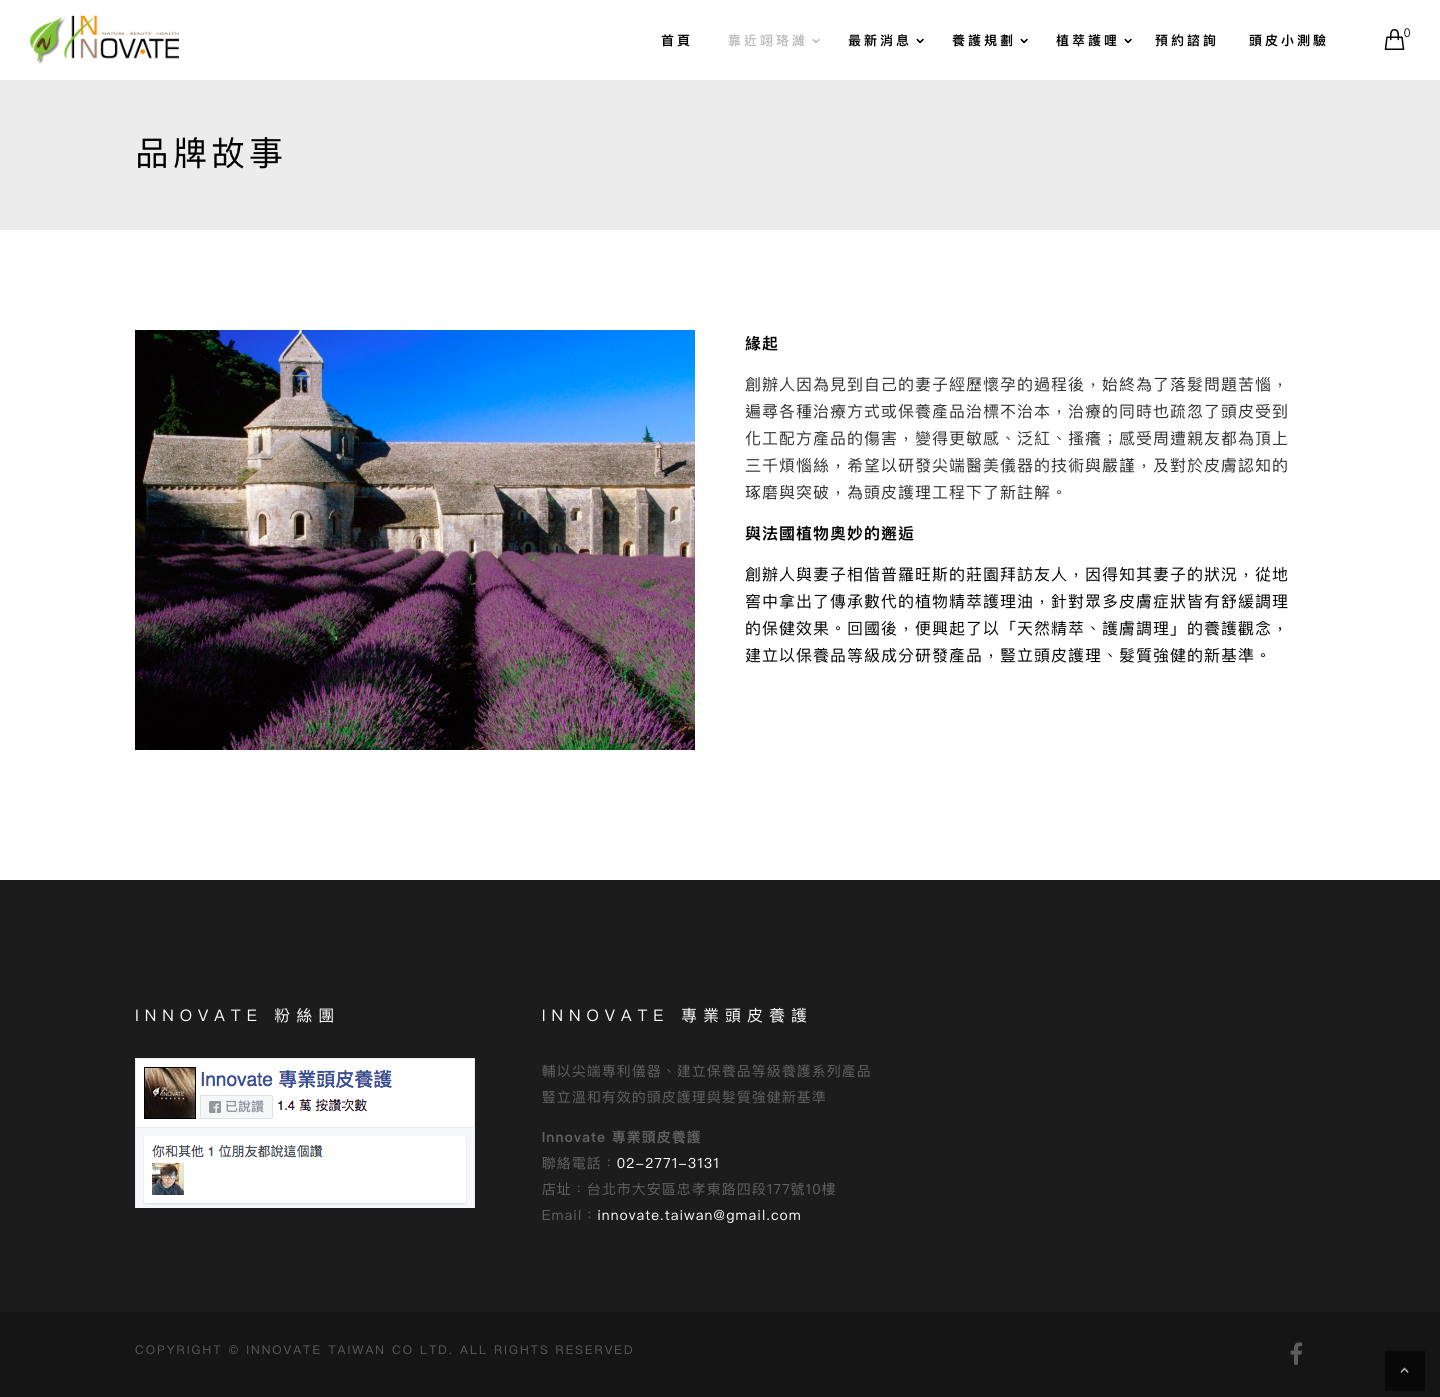 IN
NATURE BEAUTY HEALTH
INNOVATE
首頁
靠近翊珞濰
最新消息
養護規劃
植萃護哩
預約諮詢
頭皮小測驗
0
品牌故事
緣起
創辦人因為見到自己的妻子經歷懷孕的過程後，始終為了落髮問題苦惱，
遍尋各種治療方式或保養產品治標不治本，治療的同時也疏忽了頭皮受到
化工配方產品的傷害，變得更敏感、泛紅、搔癢；感受周遭親友都為頂上
三千煩惱絲，希望以研發尖端醫美儀器的技術與嚴謹，及對於皮膚認知的
琢磨與突破，為頭皮護理工程下了新註解。
與法國植物奧妙的邂逅
創辦人與妻子相偕普羅旺斯的莊園拜訪友人，因得知其妻子的狀況，從地
窖中拿出了傳承數代的植物精萃護理油，針對眾多皮膚症狀皆有舒緩調理
的保健效果。回國後，便興起了以「天然精萃、護膚調理」的養護觀念，
建立以保養品等級成分研發產品，豎立頭皮護理、髮質強健的新基準。
INNOVATE 粉絲團
Innovate 專業頭皮養護
已說讚
1.4 萬 按讚次數
你和其他 1 位朋友都說這個讚
INNOVATE 專業頭皮養護
輔以尖端專利儀器、建立保養品等級養護系列產品
豎立溫和有效的頭皮護理與髮質強健新基準
Innovate 專業頭皮養護
聯絡電話：02-2771-3131
店址：台北市大安區忠孝東路四段177號10樓
Email：innovate.taiwan@gmail.com
COPYRIGHT © INNOVATE TAIWAN CO LTD. ALL RIGHTS RESERVED